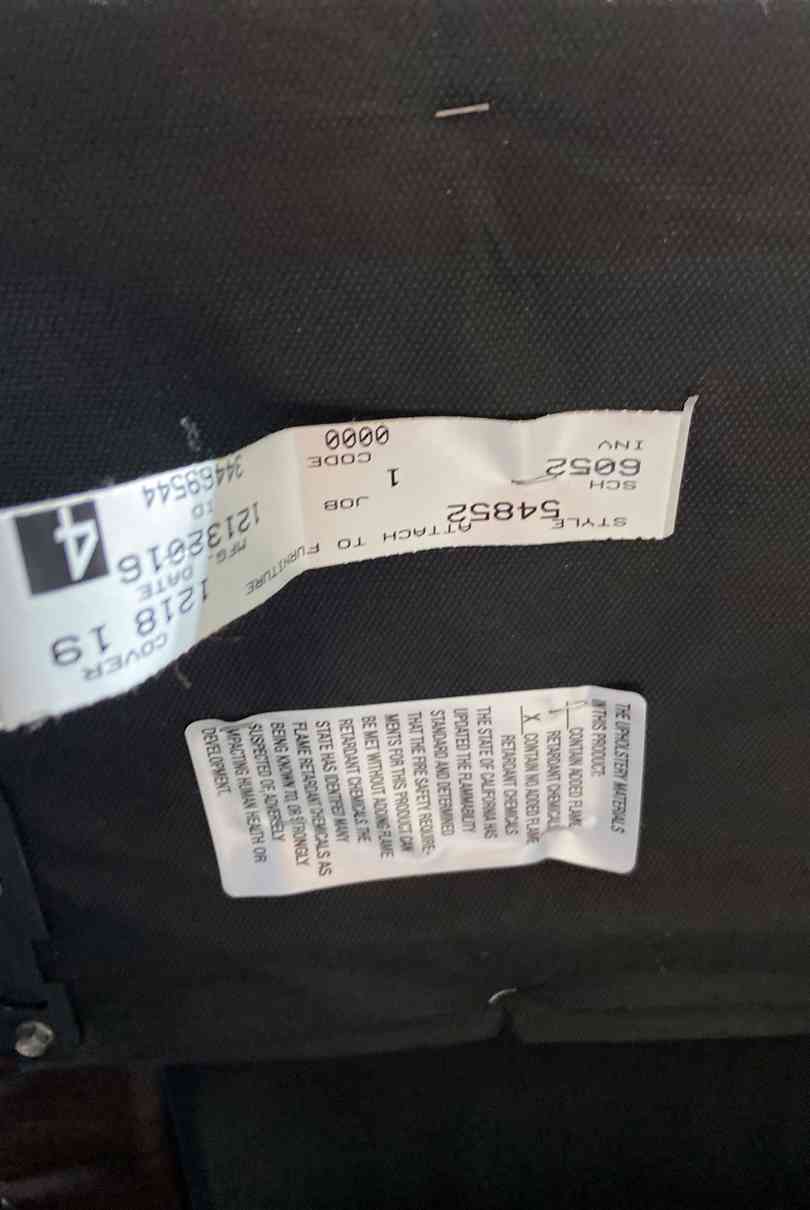 ATTACH TO FURNITURE
STYLE
54852
SCH
6052
INV
JOB
1
CODE
0000
COVER
1218 19
MFG. DATE
12132016
ID
34469544
4
THE UPHOLSTERY MATERIALS
IN THIS PRODUCT:
CONTAIN ADDED FLAME
RETARDANT CHEMICALS
X CONTAIN NO ADDED FLAME
RETARDANT CHEMICALS
THE STATE OF CALIFORNIA HAS
UPDATED THE FLAMMABILITY
STANDARD AND DETERMINED
THAT THE FIRE SAFETY REQUIRE-
MENTS FOR THIS PRODUCT CAN
BE MET WITHOUT ADDING FLAME
RETARDANT CHEMICALS. THE
STATE HAS IDENTIFIED MANY
FLAME RETARDANT CHEMICALS AS
BEING KNOWN TO, OR STRONGLY
SUSPECTED OF, ADVERSELY
IMPACTING HUMAN HEALTH OR
DEVELOPMENT.